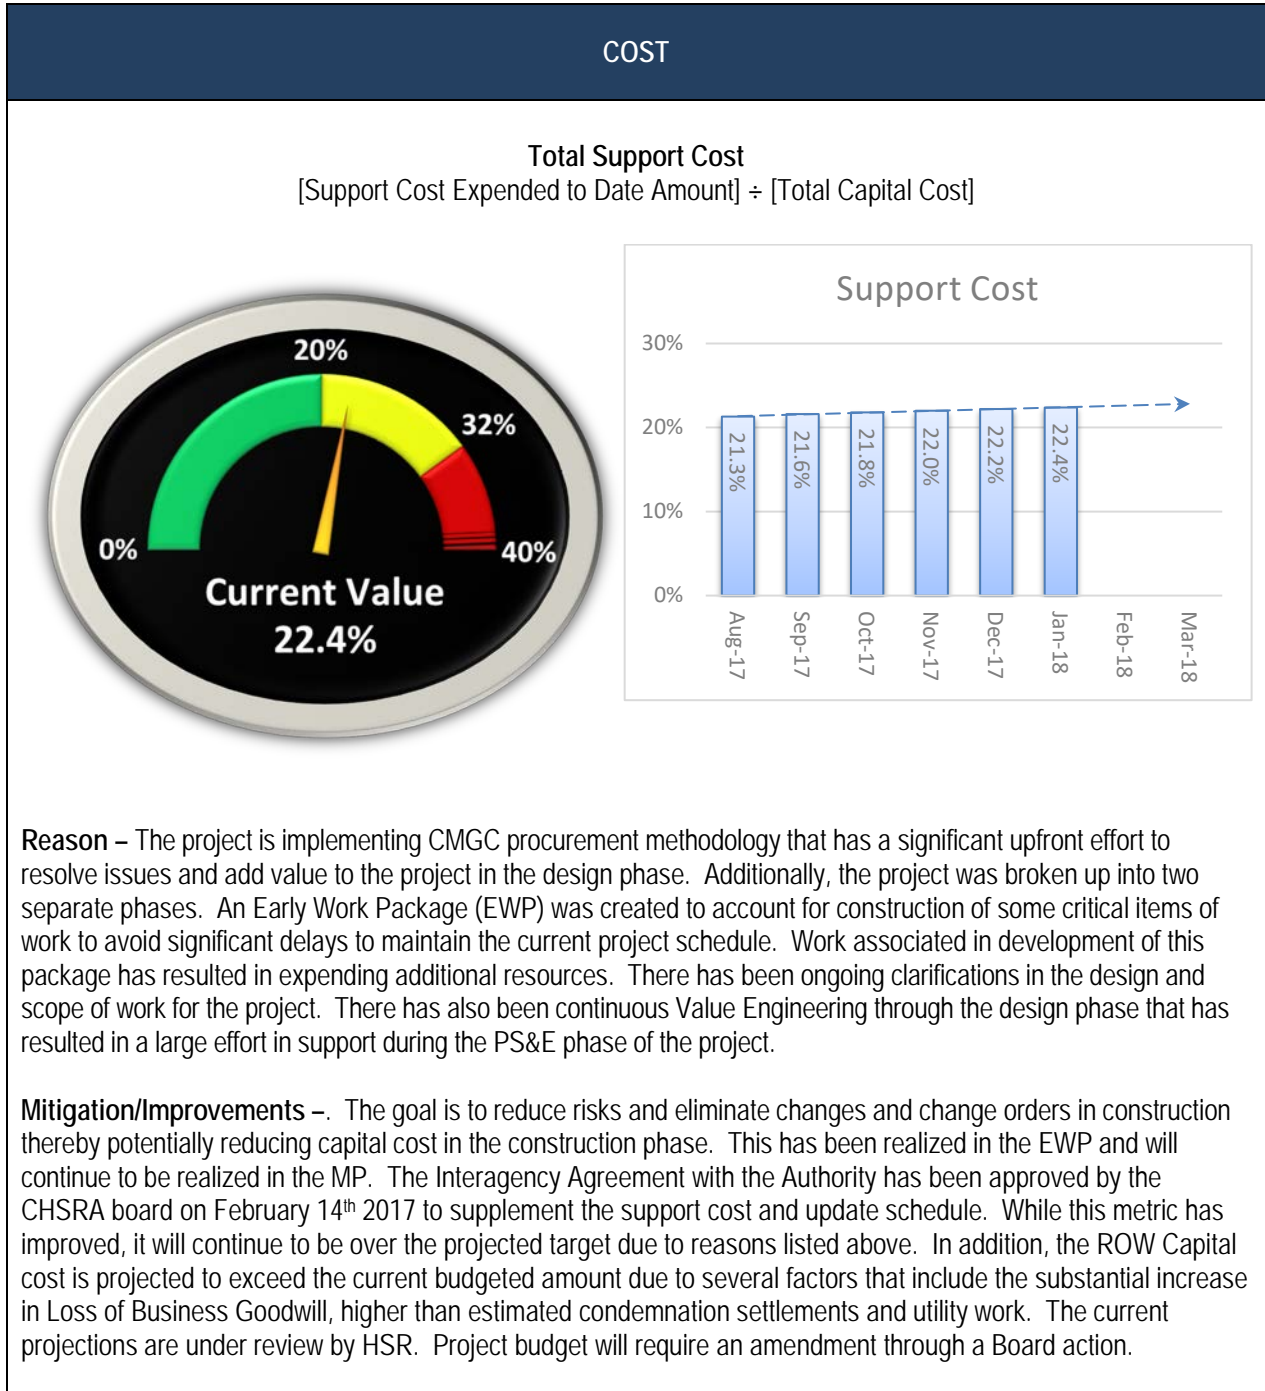 COST
Total Support Cost
[Support Cost Expended to Date Amount] ÷ [Total Capital Cost]
20%
32%
0%
40%
Current Value
22.4%
Support Cost
30%
20%
10%
0%
21.3%
21.6%
21.8%
22.0%
22.2%
22.4%
Aug-17
Sep-17
Oct-17
Nov-17
Dec-17
Jan-18
Feb-18
Mar-18
Reason – The project is implementing CMGC procurement methodology that has a significant upfront effort to
resolve issues and add value to the project in the design phase. Additionally, the project was broken up into two
separate phases. An Early Work Package (EWP) was created to account for construction of some critical items of
work to avoid significant delays to maintain the current project schedule. Work associated in development of this
package has resulted in expending additional resources. There has been ongoing clarifications in the design and
scope of work for the project. There has also been continuous Value Engineering through the design phase that has
resulted in a large effort in support during the PS&E phase of the project.
Mitigation/Improvements –. The goal is to reduce risks and eliminate changes and change orders in construction
thereby potentially reducing capital cost in the construction phase. This has been realized in the EWP and will
continue to be realized in the MP. The Interagency Agreement with the Authority has been approved by the
CHSRA board on February 14th 2017 to supplement the support cost and update schedule. While this metric has
improved, it will continue to be over the projected target due to reasons listed above. In addition, the ROW Capital
cost is projected to exceed the current budgeted amount due to several factors that include the substantial increase
in Loss of Business Goodwill, higher than estimated condemnation settlements and utility work. The current
projections are under review by HSR. Project budget will require an amendment through a Board action.